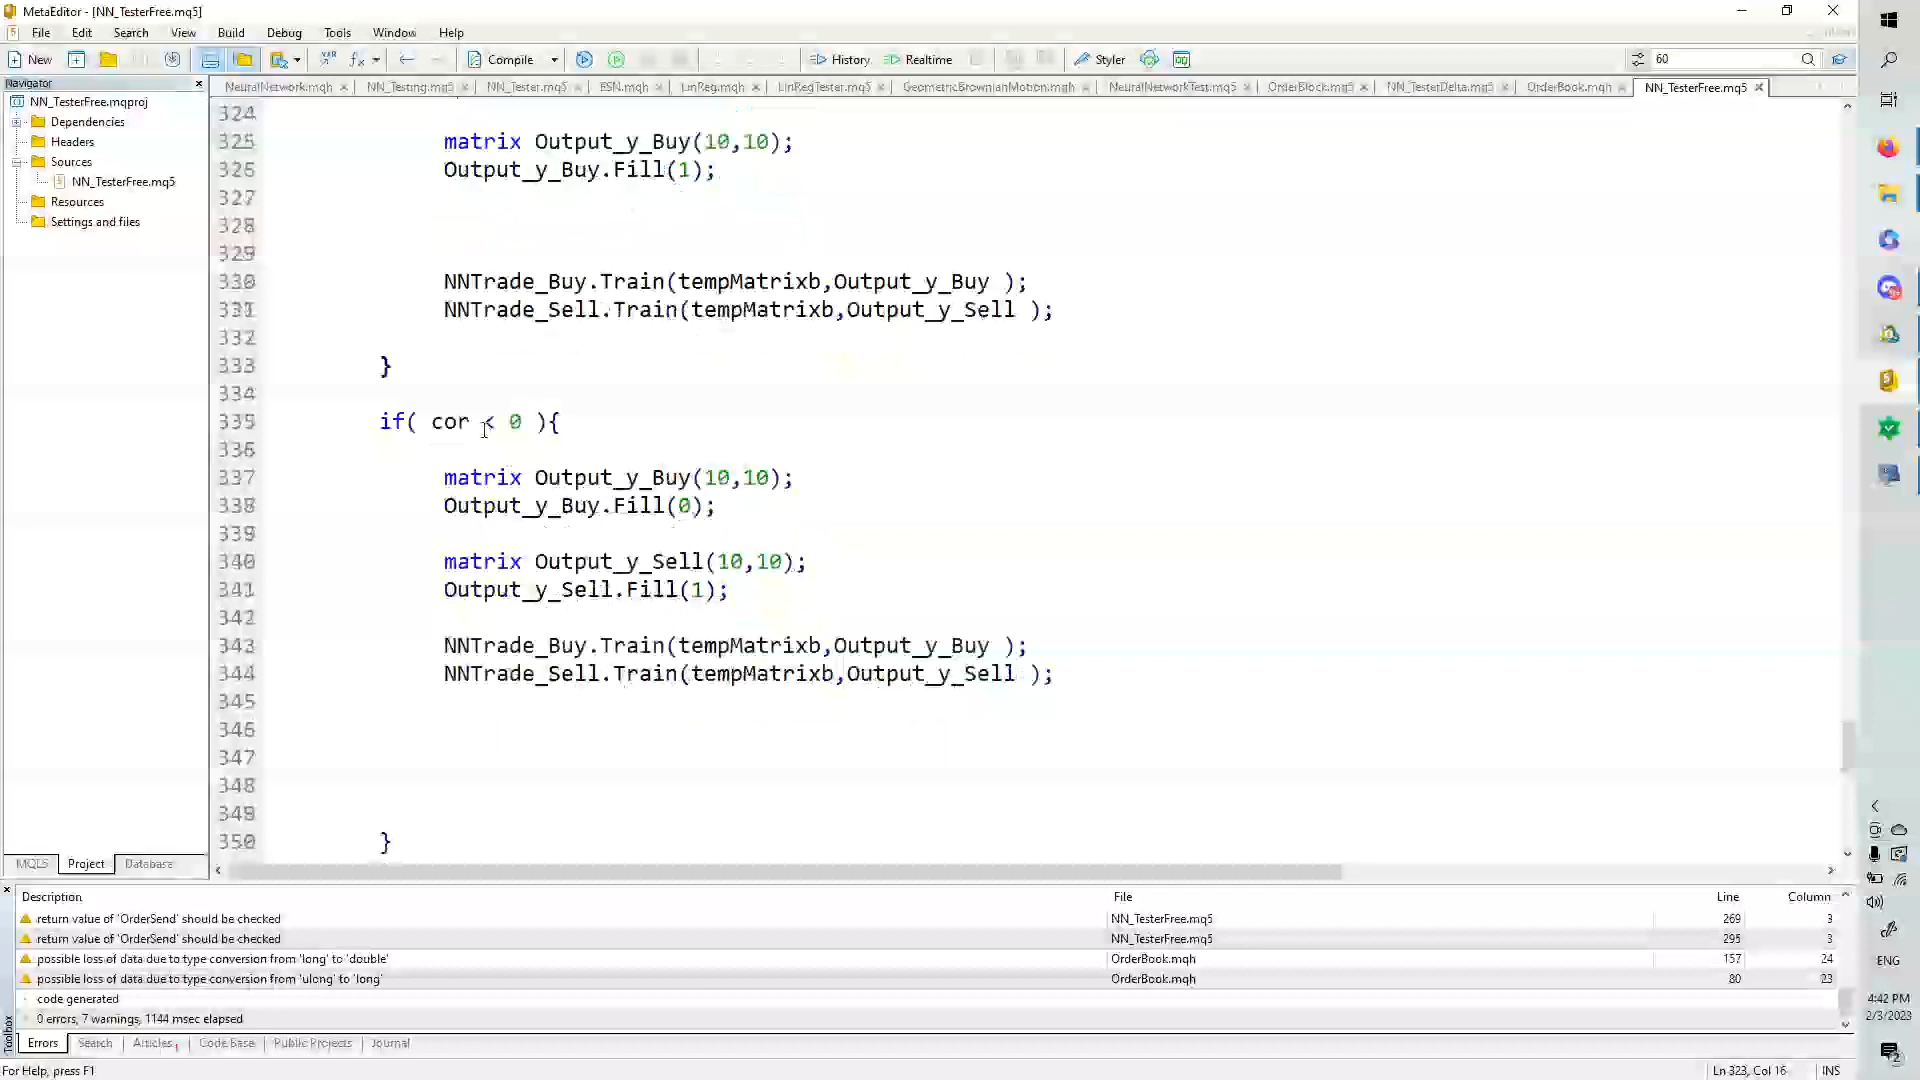 MetaEditor - [NN_TesterFree.mq5]
File Edit Search View Build Debug Tools Window Help
New Compile History Realtime Styler 60
Navigator
NN_TesterFree.mqproj
Dependencies
Headers
Sources
NN_TesterFree.mq5
Resources
Settings and files
MQL5 Project Database
NeuralNetwork.mqh NN_Testing.mq5 NN_Tester.mq5 ESN.mqh LinReg.mqh LinRegTester.mq5 GeometricBrownianMotion.mqh NeuralNetworkTest.mq5 OrderBlock.mq5 NN_TesterDelta.mq5 OrderBook.mqh NN_TesterFree.mq5
324
325 matrix Output_y_Buy(10,10);
326 Output_y_Buy.Fill(1);
327
328
329
330 NNTrade_Buy.Train(tempMatrixb,Output_y_Buy );
331 NNTrade_Sell.Train(tempMatrixb,Output_y_Sell );
332
333 }
334
335 if( cor < 0 ){
336
337 matrix Output_y_Buy(10,10);
338 Output_y_Buy.Fill(0);
339
340 matrix Output_y_Sell(10,10);
341 Output_y_Sell.Fill(1);
342
343 NNTrade_Buy.Train(tempMatrixb,Output_y_Buy );
344 NNTrade_Sell.Train(tempMatrixb,Output_y_Sell );
345
346
347
348
349
350 }
Description File Line Column
return value of 'OrderSend' should be checked NN_TesterFree.mq5 269 3
return value of 'OrderSend' should be checked NN_TesterFree.mq5 295 3
possible loss of data due to type conversion from 'long' to 'double' OrderBook.mqh 157 24
possible loss of data due to type conversion from 'ulong' to 'long' OrderBook.mqh 80 23
code generated
0 errors, 7 warnings, 1144 msec elapsed
Toolbox
Errors Search Articles Code Base Public Projects Journal
For Help, press F1 Ln 323, Col 16 INS
ENG
4:42 PM
2/3/2023
2